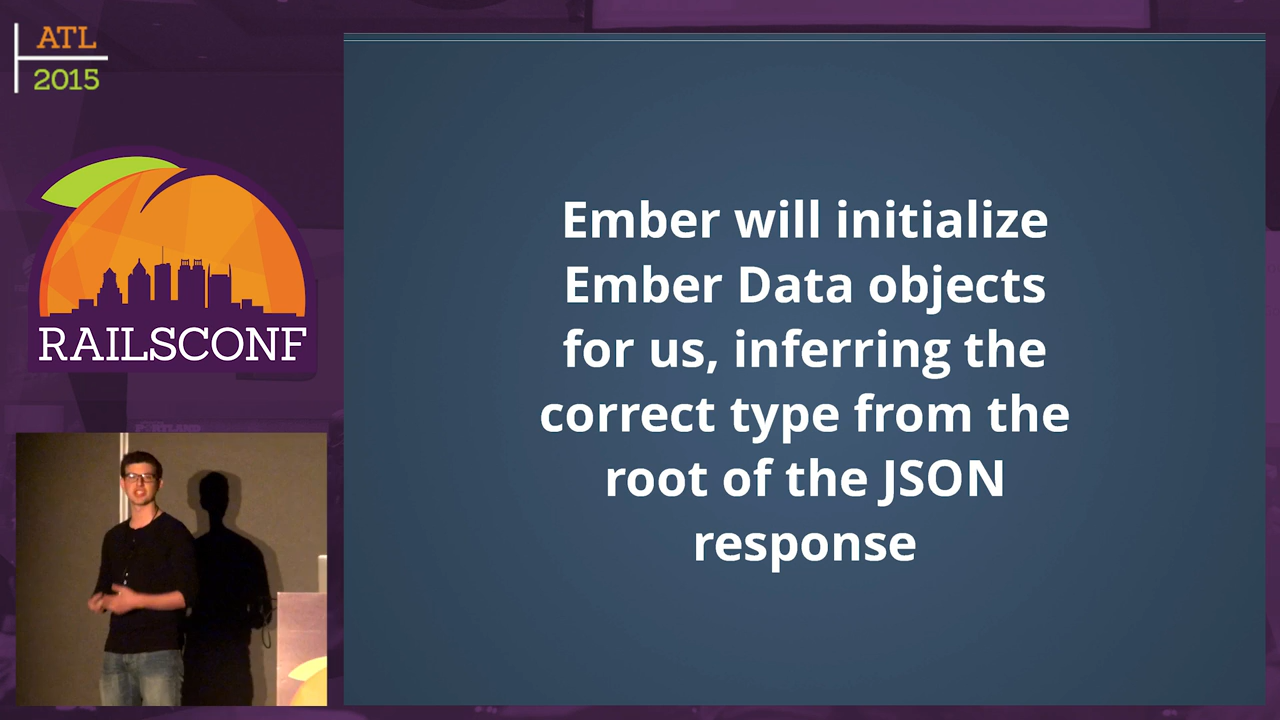 ATL
2015
RAILSCONF
Ember will initialize
Ember Data objects
for us, inferring the
correct type from the
root of the JSON
response